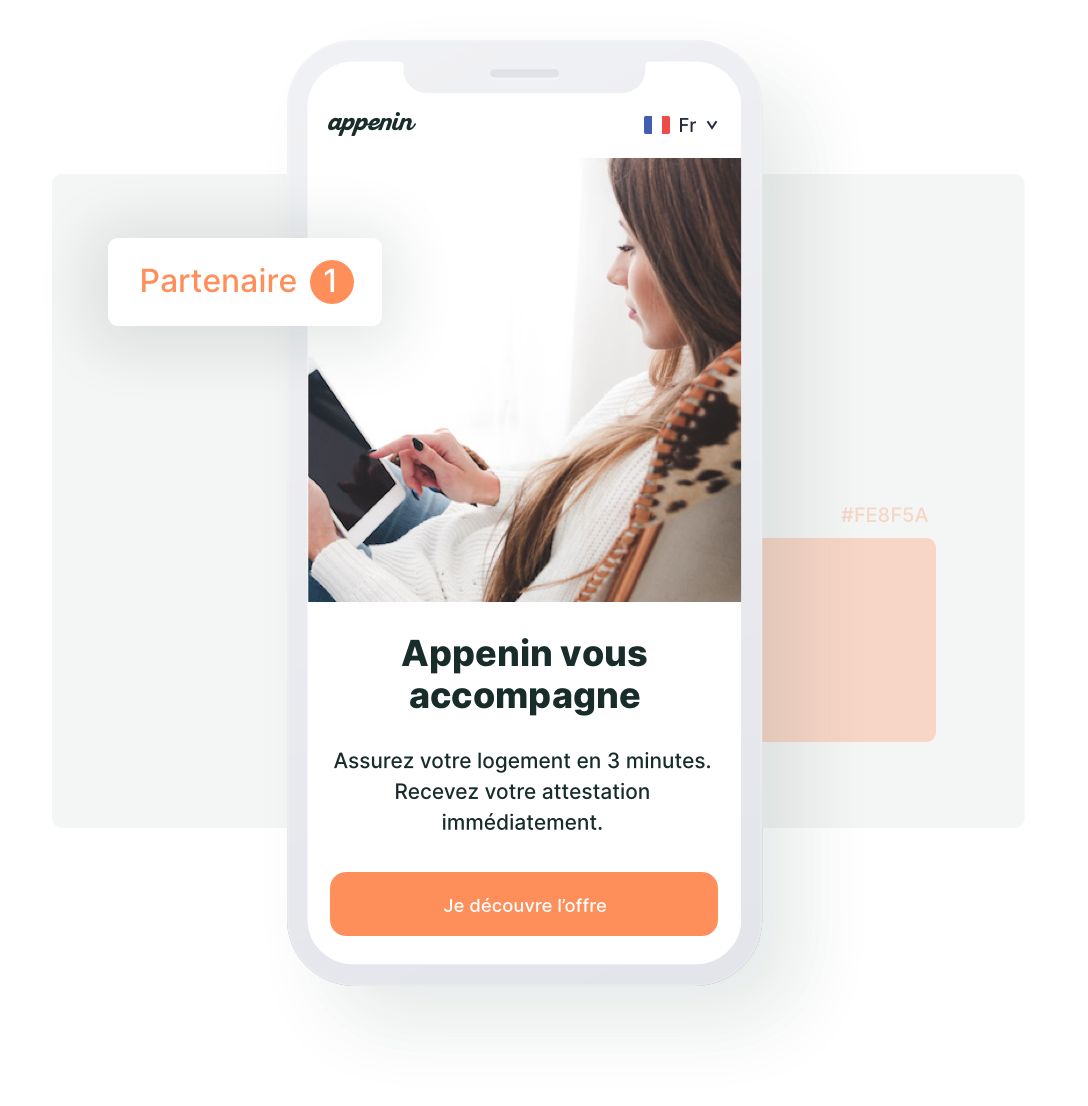 appenin
Fr
Partenaire 1
#FE8F5A
Appenin vous
accompagne
Assurez votre logement en 3 minutes.
Recevez votre attestation
immédiatement.
Je découvre l’offre